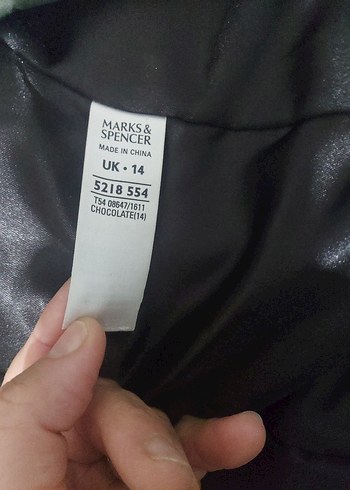 MARKS &
SPENCER
MADE IN CHINA
UK • 14
5218 554
T54 08647/1611
CHOCOLATE(14)